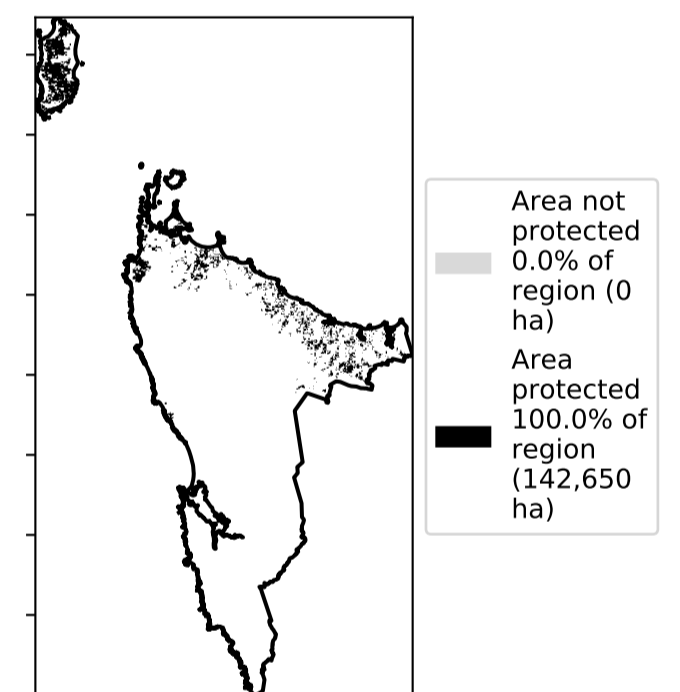 Area not
protected
0.0% of
region (0
ha)
Area
protected
100.0% of
region
(142,650
ha)